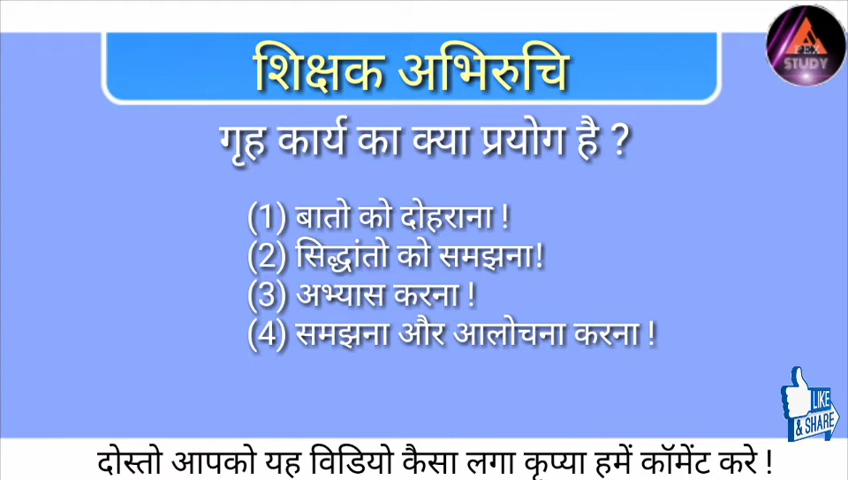 APEX
STUDY
शिक्षक अभिरुचि
गृह कार्य का क्या प्रयोग है ?
(1) बातो को दोहराना !
(2) सिद्धांतो को समझना!
(3) अभ्यास करना !
(4) समझना और आलोचना करना !
LIKE
& SHARE
दोस्तो आपको यह विडियो कैसा लगा कृप्या हमें कॉमेंट करे !